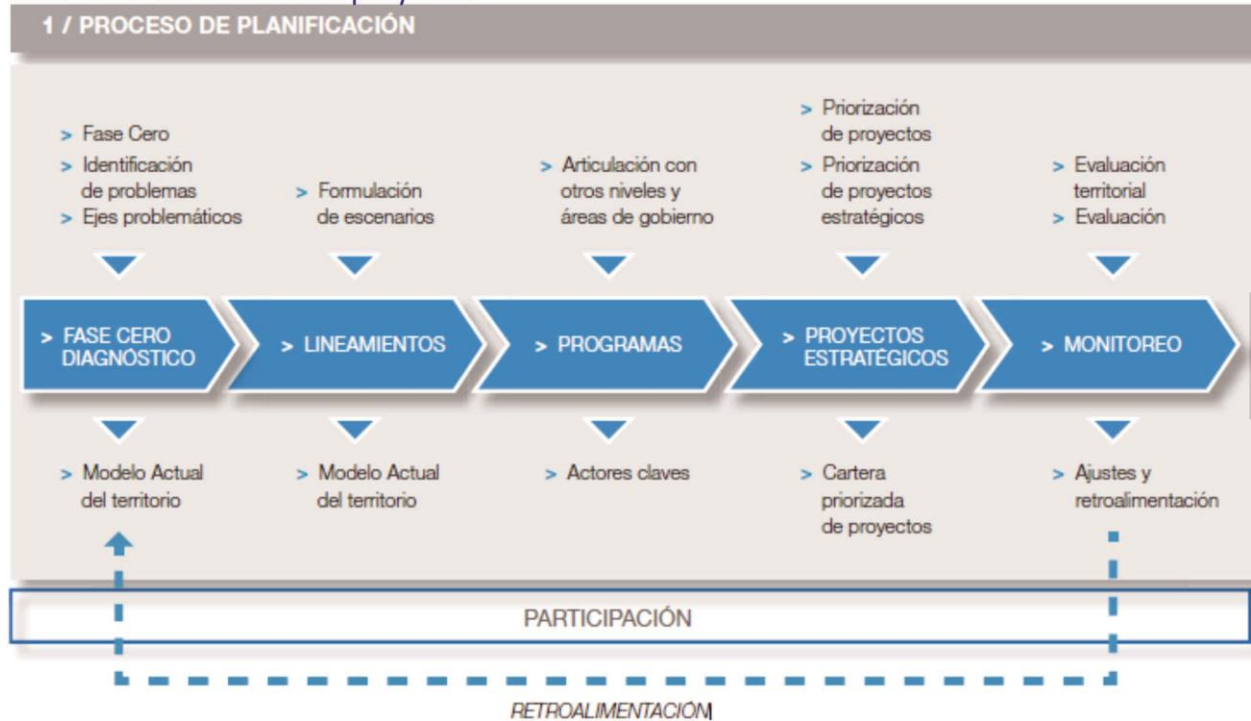 1 / PROCESO DE PLANIFICACIÓN
> Fase Cero
> Identificación
de problemas
> Ejes problemáticos
> Formulación
de escenarios
> Articulación con
otros niveles y
áreas de gobierno
> Priorización
de proyectos
> Priorización
de proyectos
estratégicos
> Evaluación
territorial
> Evaluación
> FASE CERO
DIAGNÓSTICO
> LINEAMIENTOS
> PROGRAMAS
> PROYECTOS
ESTRATÉGICOS
> MONITOREO
> Modelo Actual
del territorio
> Modelo Actual
del territorio
> Actores claves
> Cartera
priorizada
de proyectos
> Ajustes y
retroalimentación
PARTICIPACIÓN
RETROALIMENTACIÓN